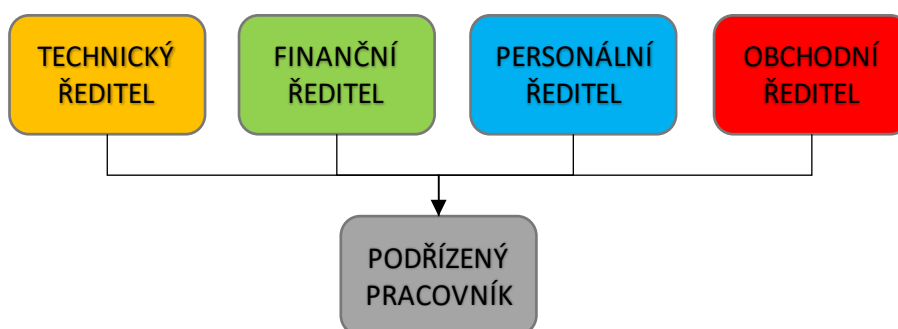 TECHNICKÝ
ŘEDITEL
FINANČNÍ
ŘEDITEL
PERSONÁLNÍ
ŘEDITEL
OBCHODNÍ
ŘEDITEL
PODŘÍZENÝ
PRACOVNÍK